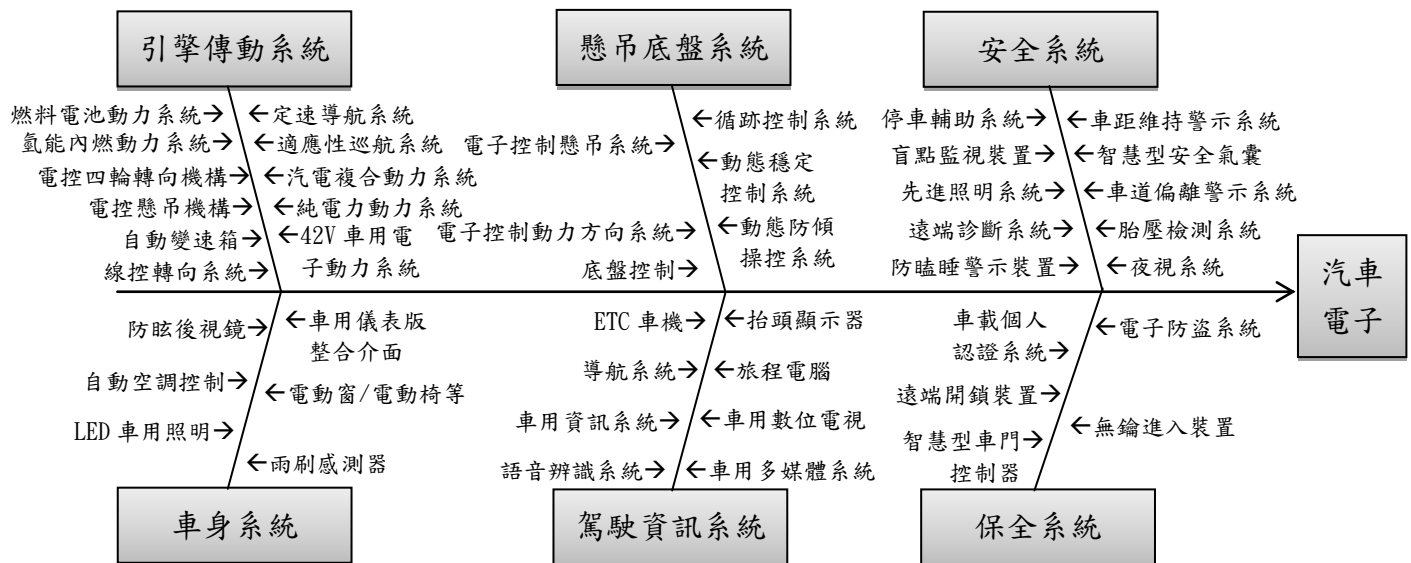 引擎傳動系統
懸吊底盤系統
安全系統
燃料電池動力系統→
氫能內燃動力系統→
電控四輪轉向機構→
電控懸吊機構→
自動變速箱→
線控轉向系統→
←定速導航系統
←適應性巡航系統
←汽電複合動力系統
←純電力動力系統
←42V 車用電
子動力系統
電子控制懸吊系統→
電子控制動力方向系統→
底盤控制→
←循跡控制系統
←動態穩定
控制系統
←動態防傾
操控系統
停車輔助系統→
盲點監視裝置→
先進照明系統→
遠端診斷系統→
防瞌睡警示裝置→
←車距維持警示系統
←智慧型安全氣囊
←車道偏離警示系統
←胎壓檢測系統
←夜視系統
汽車
電子
防眩後視鏡→
自動空調控制→
LED 車用照明→
←車用儀表版
整合介面
←電動窗/電動椅等
←雨刷感測器
ETC 車機→
導航系統→
車用資訊系統→
語音辨識系統→
←抬頭顯示器
←旅程電腦
←車用數位電視
←車用多媒體系統
車載個人
認證系統→
遠端開鎖裝置→
智慧型車門→
控制器
←電子防盜系統
←無鑰進入裝置
車身系統
駕駛資訊系統
保全系統